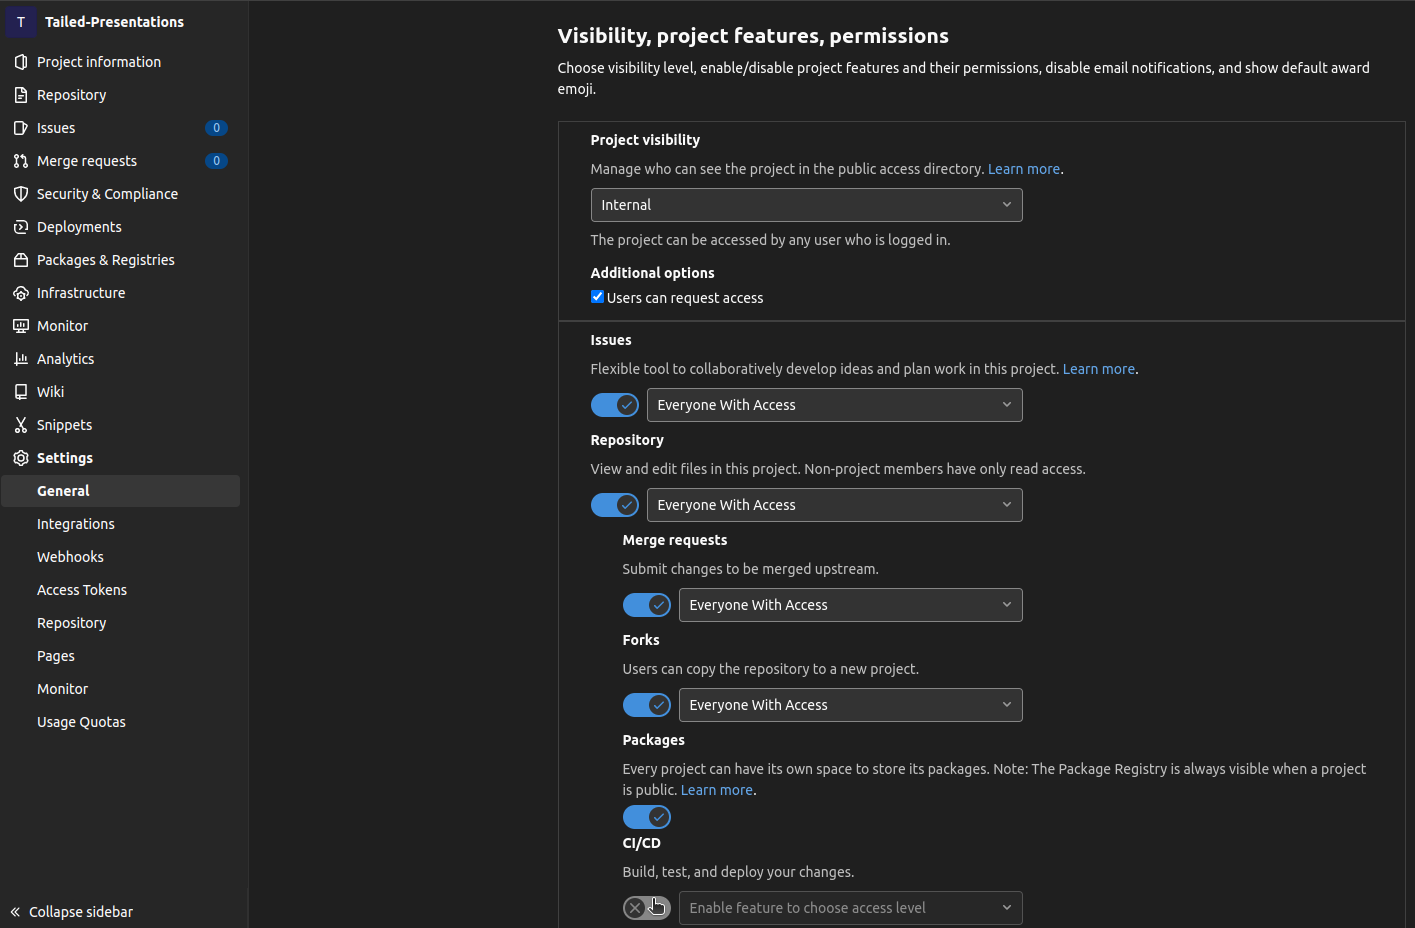 T Tailed-Presentations
Project information
Repository
Issues 0
Merge requests 0
Security & Compliance
Deployments
Packages & Registries
Infrastructure
Monitor
Analytics
Wiki
Snippets
Settings
General
Integrations
Webhooks
Access Tokens
Repository
Pages
Monitor
Usage Quotas
Collapse sidebar
Visibility, project features, permissions
Choose visibility level, enable/disable project features and their permissions, disable email notifications, and show default award
emoji.
Project visibility
Manage who can see the project in the public access directory. Learn more.
Internal
The project can be accessed by any user who is logged in.
Additional options
Users can request access
Issues
Flexible tool to collaboratively develop ideas and plan work in this project. Learn more.
Everyone With Access
Repository
View and edit files in this project. Non-project members have only read access.
Everyone With Access
Merge requests
Submit changes to be merged upstream.
Everyone With Access
Forks
Users can copy the repository to a new project.
Everyone With Access
Packages
Every project can have its own space to store its packages. Note: The Package Registry is always visible when a project
is public. Learn more.
CI/CD
Build, test, and deploy your changes.
Enable feature to choose access level